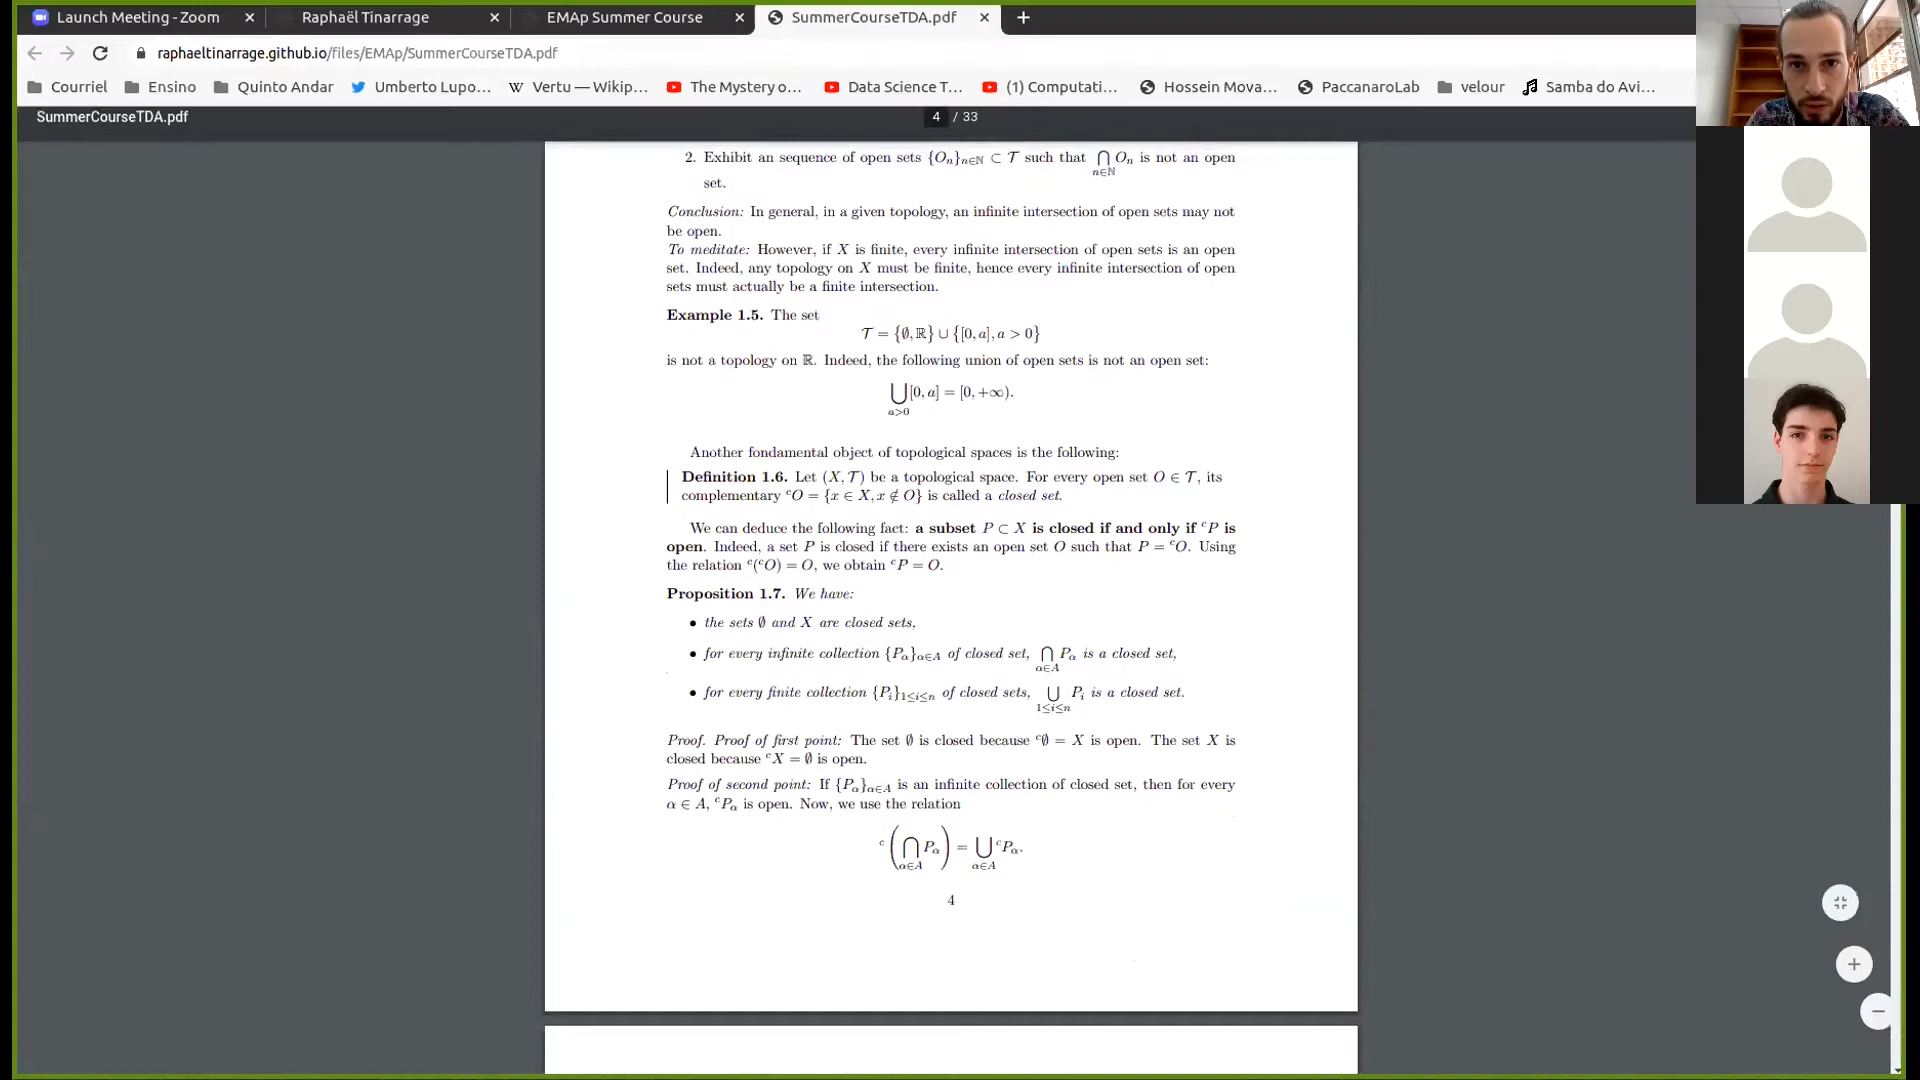 Launch Meeting - Zoom
Raphaël Tinarrage
EMAp Summer Course
SummerCourseTDA.pdf
raphaeltinarrage.github.io/files/EMAp/SummerCourseTDA.pdf
Courriel
Ensino
Quinto Andar
Umberto Lupo...
Vertu — Wikip...
The Mystery o...
Data Science T...
(1) Computati...
Hossein Mova...
PaccanaroLab
velour
Samba do Avi...
SummerCourseTDA.pdf
4 / 33
2. Exhibit an sequence of open sets {Oₙ}ₙ∈ℕ ⊂ 𝒯 such that ⋂ Oₙ is not an open
n∈ℕ
set.
Conclusion: In general, in a given topology, an infinite intersection of open sets may not
be open.
To meditate: However, if X is finite, every infinite intersection of open sets is an open
set. Indeed, any topology on X must be finite, hence every infinite intersection of open
sets must actually be a finite intersection.
Example 1.5. The set
𝒯 = {∅, ℝ} ∪ {[0, a], a > 0}
is not a topology on ℝ. Indeed, the following union of open sets is not an open set:
⋃ [0, a] = [0, +∞).
a>0
Another fundamental object of topological spaces is the following:
Definition 1.6. Let (X, 𝒯) be a topological space. For every open set O ∈ 𝒯, its
complementary ᶜO = {x ∈ X, x ∉ O} is called a closed set.
We can deduce the following fact: a subset P ⊂ X is closed if and only if ᶜP is
open. Indeed, a set P is closed if there exists an open set O such that P = ᶜO. Using
the relation ᶜ(ᶜO) = O, we obtain ᶜP = O.
Proposition 1.7. We have:
• the sets ∅ and X are closed sets,
• for every infinite collection {Pα}α∈A of closed set, ⋂ Pα is a closed set,
α∈A
• for every finite collection {Pᵢ}1≤i≤n of closed sets, ⋃ Pᵢ is a closed set.
1≤i≤n
Proof. Proof of first point: The set ∅ is closed because ᶜ∅ = X is open. The set X is
closed because ᶜX = ∅ is open.
Proof of second point: If {Pα}α∈A is an infinite collection of closed set, then for every
α ∈ A, ᶜPα is open. Now, we use the relation
ᶜ(⋂ Pα) = ⋃ ᶜPα.
α∈A α∈A
4